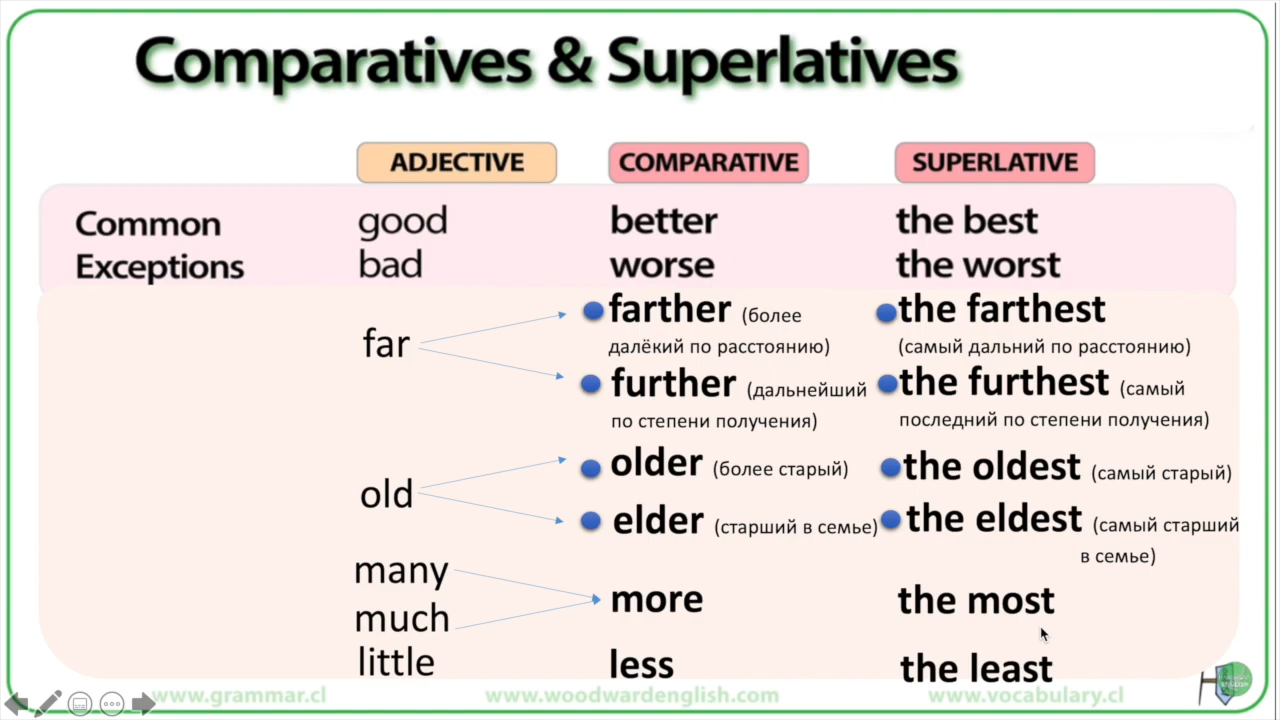 Comparatives & Superlatives
ADJECTIVE COMPARATIVE SUPERLATIVE
Common good better the best
Exceptions bad worse the worst
far
farther (более
далёкий по расстоянию)
the farthest
(самый дальний по расстоянию)
further (дальнейший
по степени получения)
the furthest (самый
последний по степени получения)
old
older (более старый)
the oldest (самый старый)
elder (старший в семье)
the eldest (самый старший
в семье)
many
much
more the most
little less the least
www.grammar.cl www.woodwardenglish.com www.vocabulary.cl